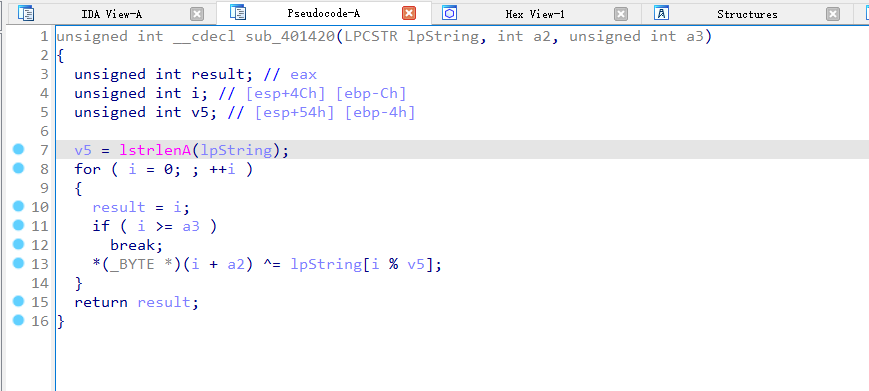 IDA View-A Pseudocode-A Hex View-1 Structures
1 unsigned int __cdecl sub_401420(LPCSTR lpString, int a2, unsigned int a3)
2 {
3   unsigned int result; // eax
4   unsigned int i; // [esp+4Ch] [ebp-Ch]
5   unsigned int v5; // [esp+54h] [ebp-4h]
6
7   v5 = lstrlenA(lpString);
8   for ( i = 0; ; ++i )
9   {
10     result = i;
11     if ( i >= a3 )
12       break;
13     *(_BYTE *)(i + a2) ^= lpString[i % v5];
14   }
15   return result;
16 }